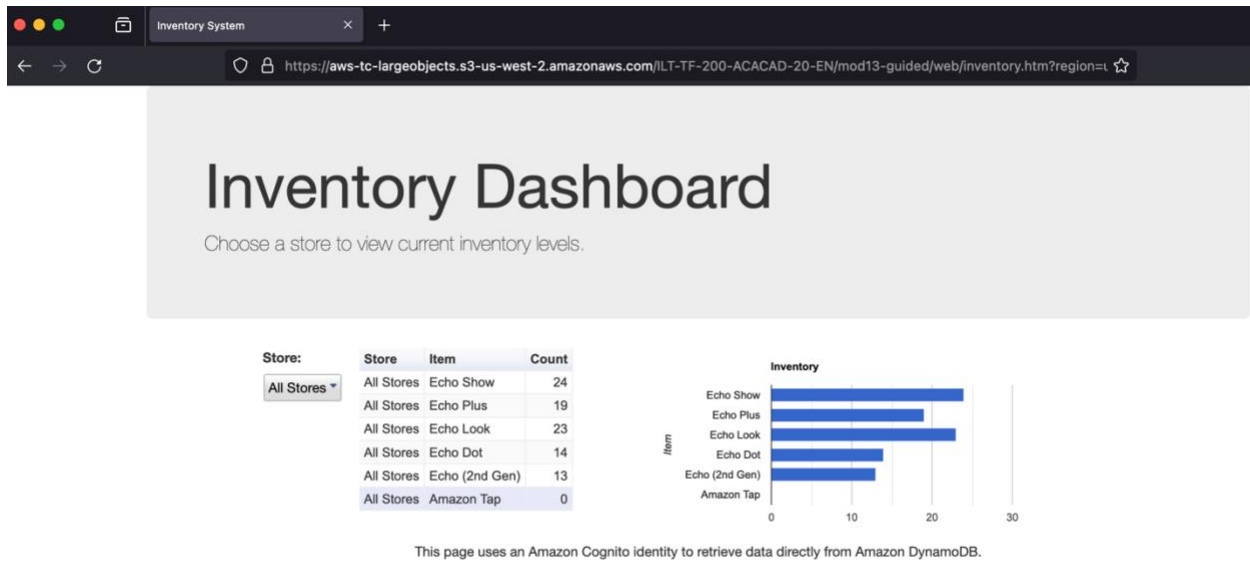 Inventory System
https://aws-tc-largeobjects.s3-us-west-2.amazonaws.com/ILT-TF-200-ACACAD-20-EN/mod13-guided/web/inventory.htm?region=u
Inventory Dashboard
Choose a store to view current inventory levels.
Store:
All Stores
Store Item Count
All Stores Echo Show 24
All Stores Echo Plus 19
All Stores Echo Look 23
All Stores Echo Dot 14
All Stores Echo (2nd Gen) 13
All Stores Amazon Tap 0
Inventory
Item
Echo Show
Echo Plus
Echo Look
Echo Dot
Echo (2nd Gen)
Amazon Tap
0 10 20 30
This page uses an Amazon Cognito identity to retrieve data directly from Amazon DynamoDB.